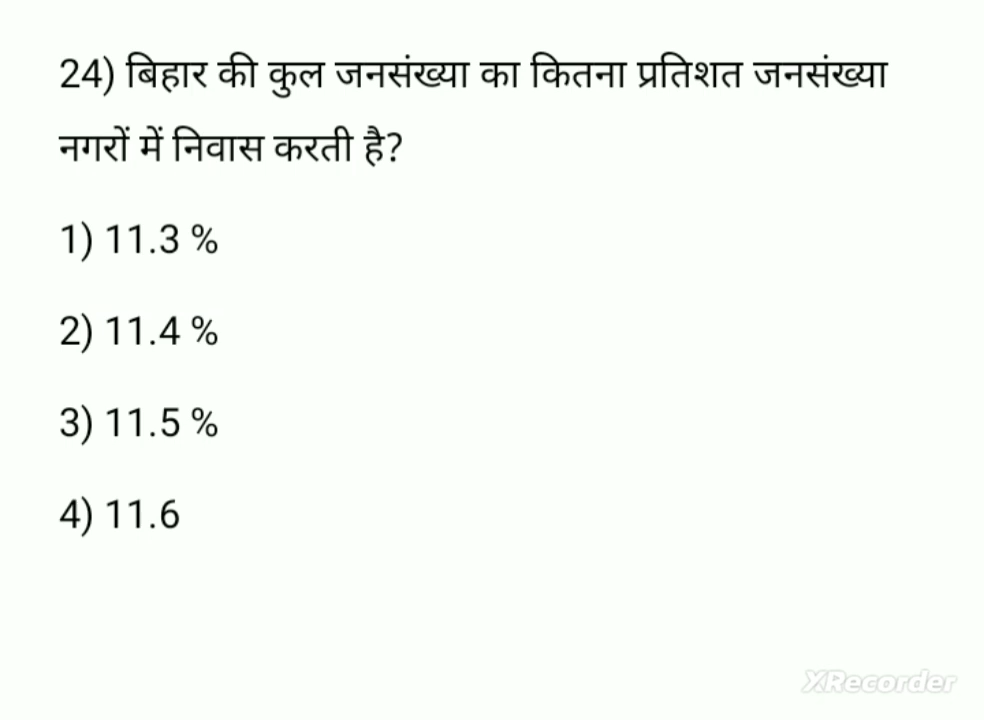 24) बिहार की कुल जनसंख्या का कितना प्रतिशत जनसंख्या
नगरों में निवास करती है?
1) 11.3 %
2) 11.4 %
3) 11.5 %
4) 11.6
XRecorder